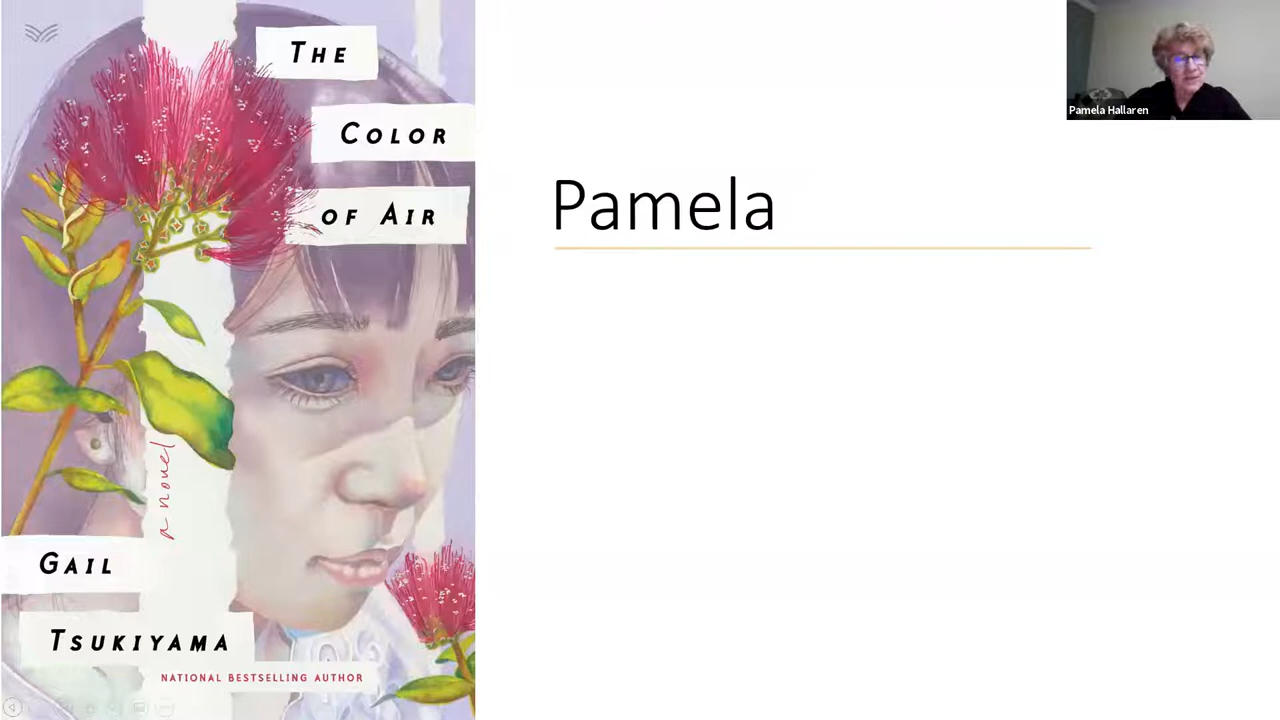 THE
COLOR
OF AIR
a novel
GAIL
TSUKIYAMA
NATIONAL BESTSELLING AUTHOR
Pamela
Pamela Hallaren